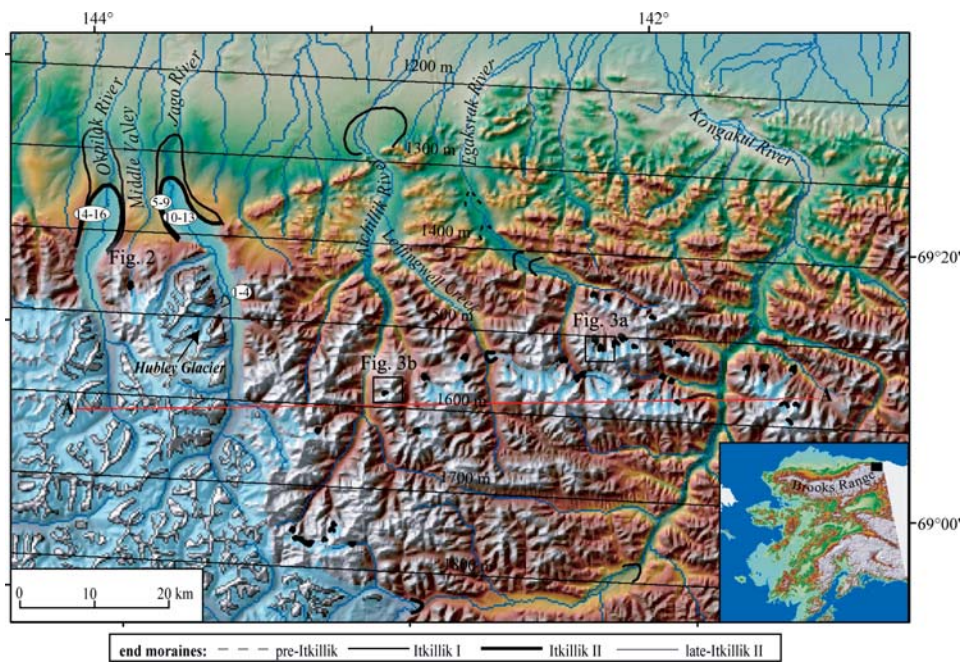 144°
142°
1200 m
Okpilak River
Middle Valley
Jago River
Egaksrak River
Kongakut River
1300 m
5-9
14-16
10-13
Aichilik River
1400 m
Leffingwell Creek
Fig. 2
69°20'
1-4
1500 m
Fig. 3a
Hubley Glacier
Fig. 3b
A
1600 m
A'
1700 m
Brooks Range
69°00'
1800 m
0 10 20 km
end moraines: pre-Itkillik Itkillik I Itkillik II late-Itkillik II